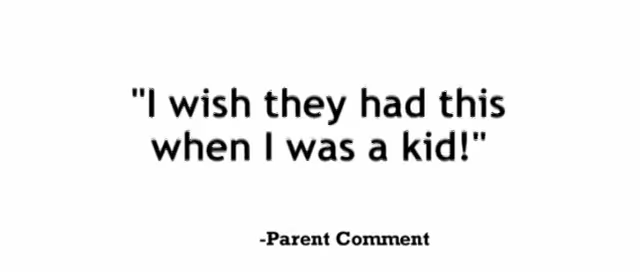 "I wish they had this
when I was a kid!"
-Parent Comment